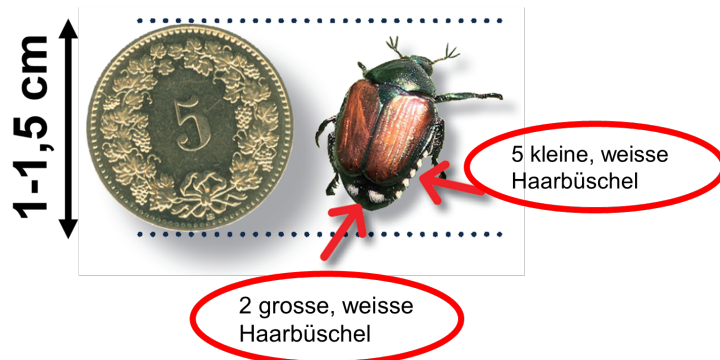 1-1,5 cm
5
5 kleine, weisse
Haarbüschel
2 grosse, weisse
Haarbüschel